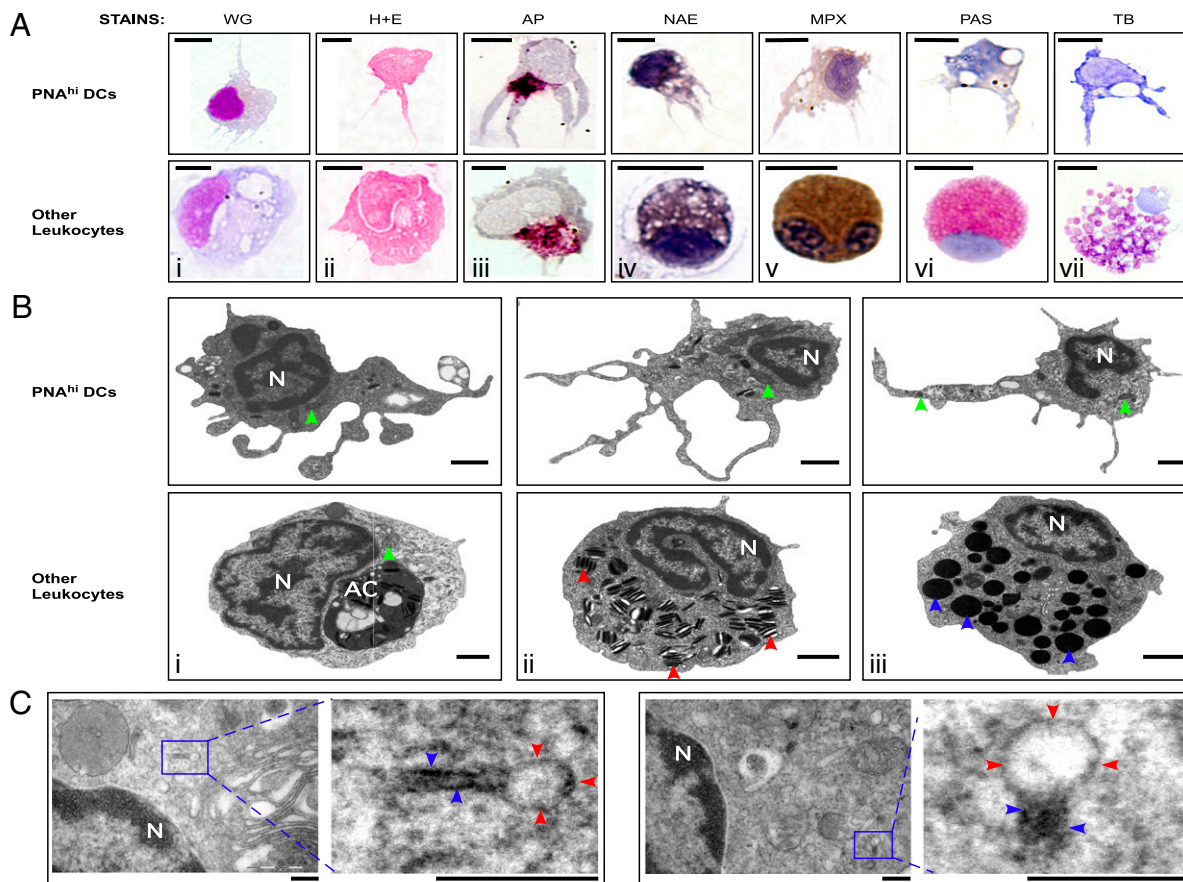 A
STAINS: WG H+E AP NAE MPX PAS TB
PNAhi DCs
Other
Leukocytes
i ii iii iv v vi vii
B
PNAhi DCs
N N N
Other
Leukocytes
N AC N N
i ii iii
C
N N